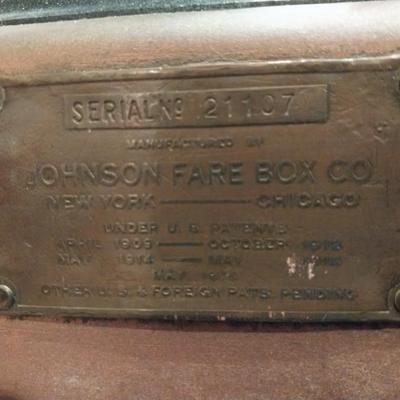 SERIAL No 21107
MANUFACTURED BY
JOHNSON FARE BOX CO
NEW YORK — CHICAGO
UNDER U. S. PATENTS
APRIL 1909 — OCTOBER
MAY 1914 — MAY
MAY
OTHER U. S. & FOREIGN PATS. PENDING